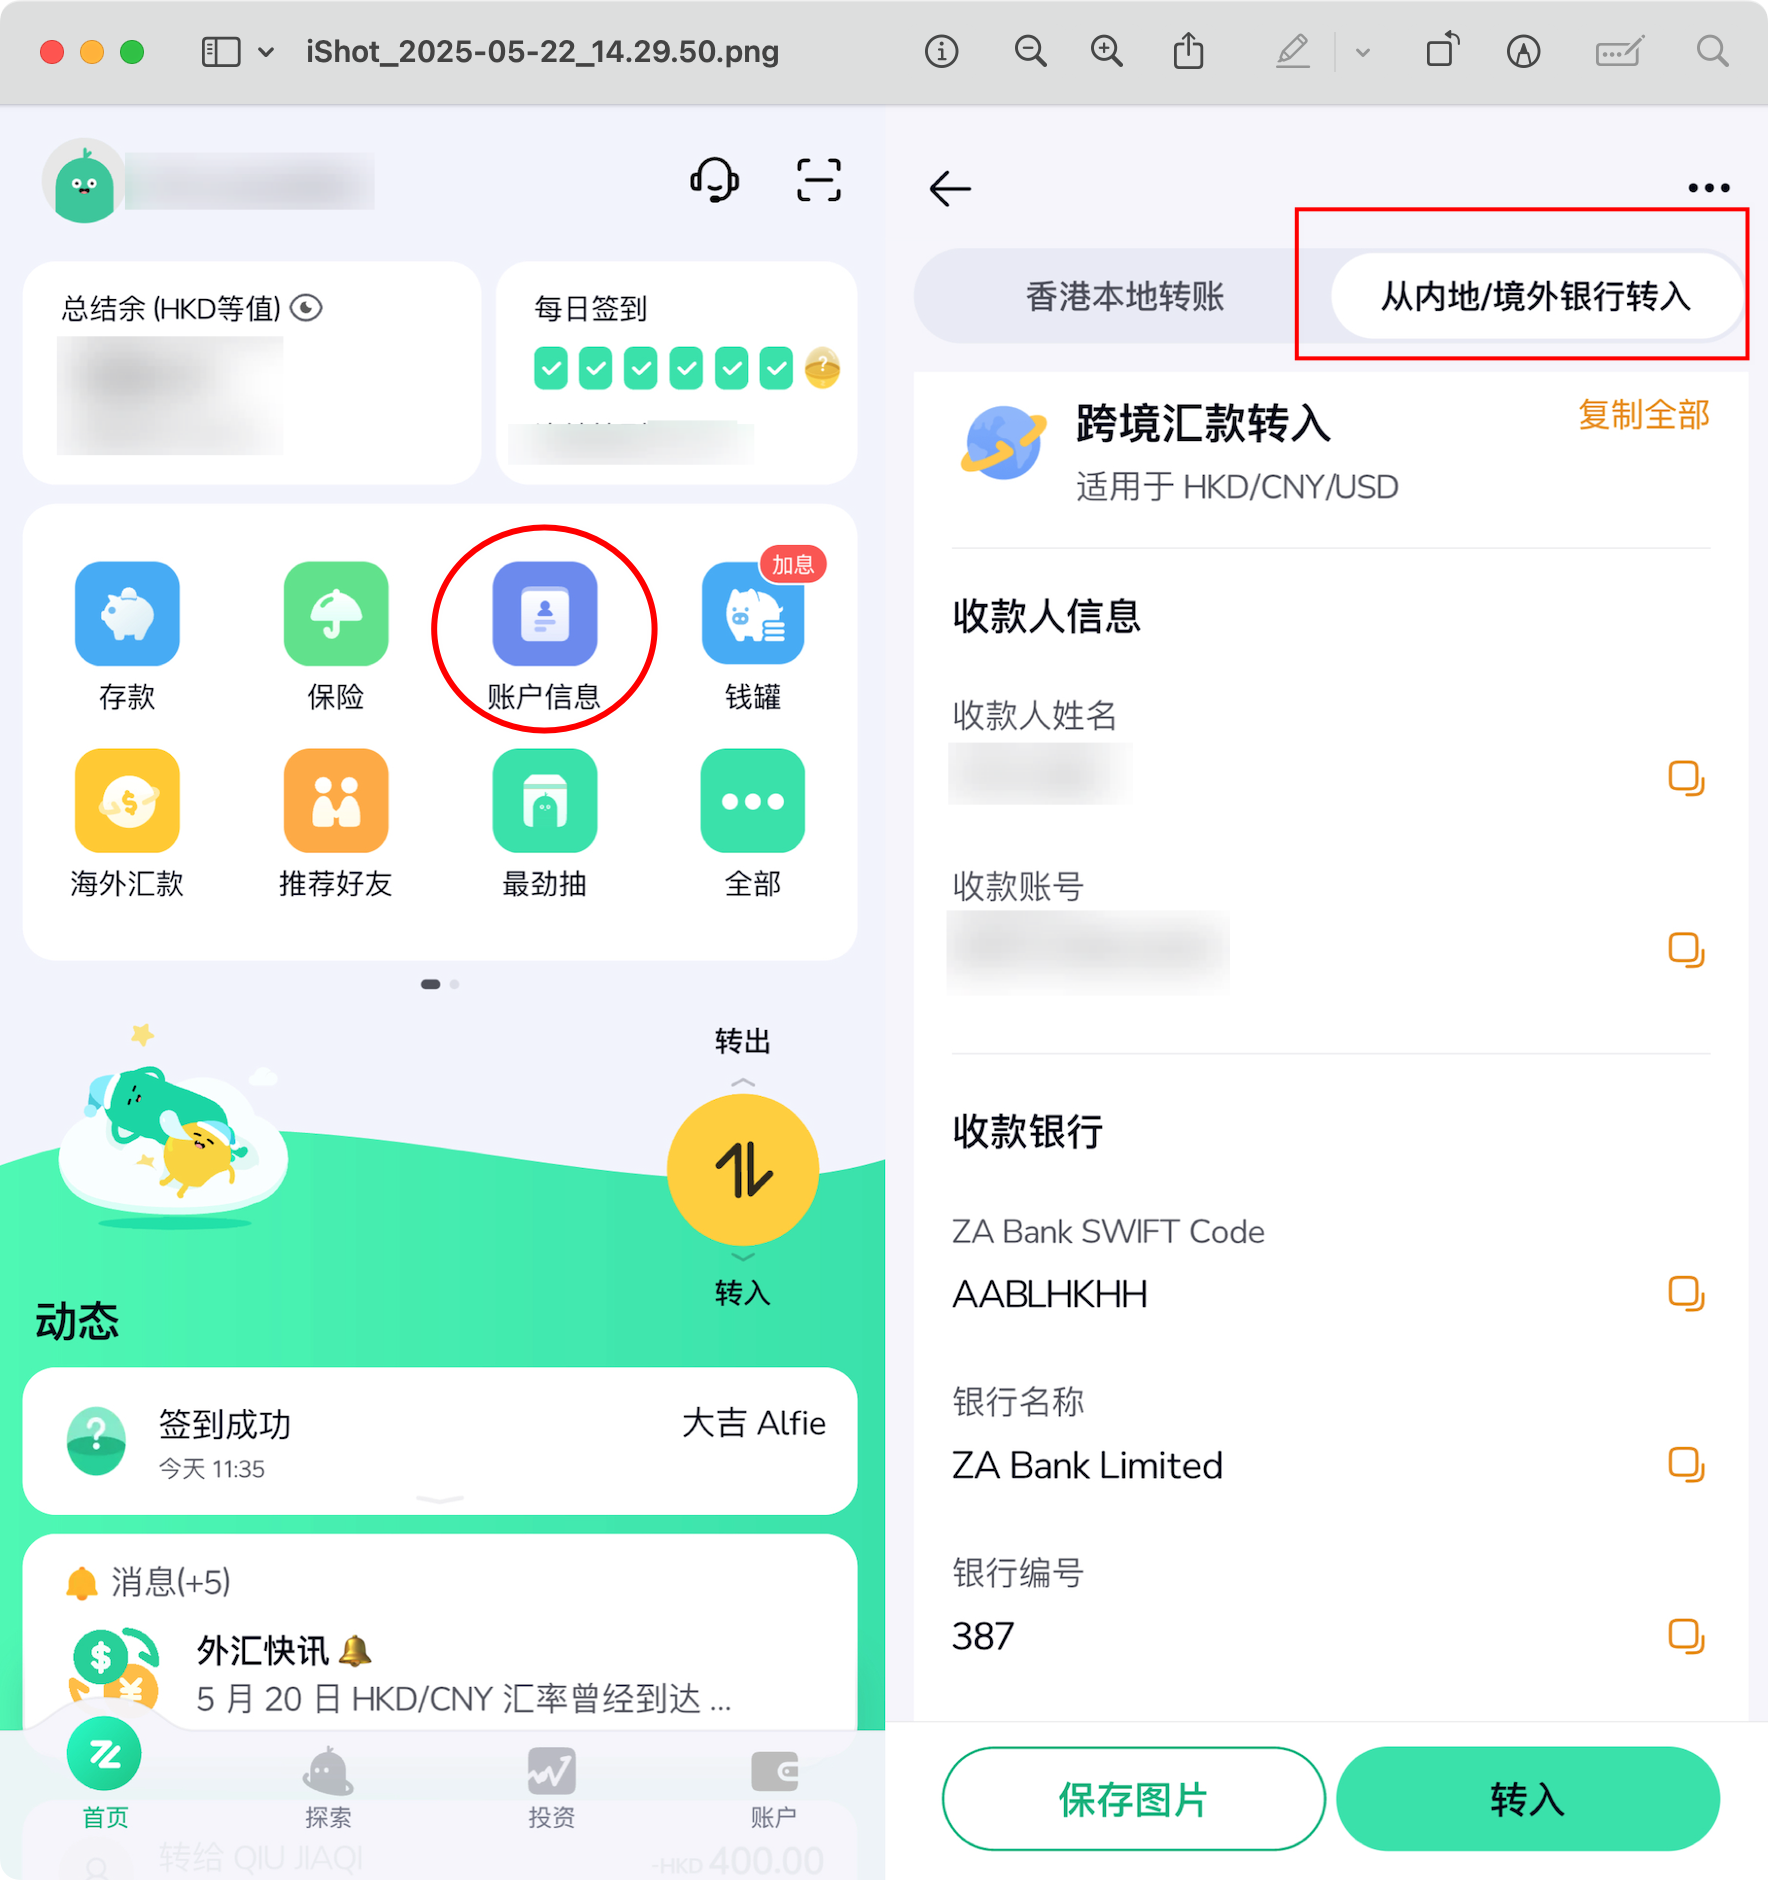 iShot_2025-05-22_14.29.50.png
总结余 (HKD等值)
每日签到
加息
存款
保险
账户信息
钱罐
海外汇款
推荐好友
最劲抽
全部
转出
转入
动态
签到成功
大吉 Alfie
今天 11:35
消息(+5)
外汇快讯
5 月 20 日 HKD/CNY 汇率曾经到达 ...
首页
探索
投资
账户
转给 QIU JIAQI
-HKD 400.00
香港本地转账
从内地/境外银行转入
跨境汇款转入
复制全部
适用于 HKD/CNY/USD
收款人信息
收款人姓名
收款账号
收款银行
ZA Bank SWIFT Code
AABLHKHH
银行名称
ZA Bank Limited
银行编号
387
保存图片
转入